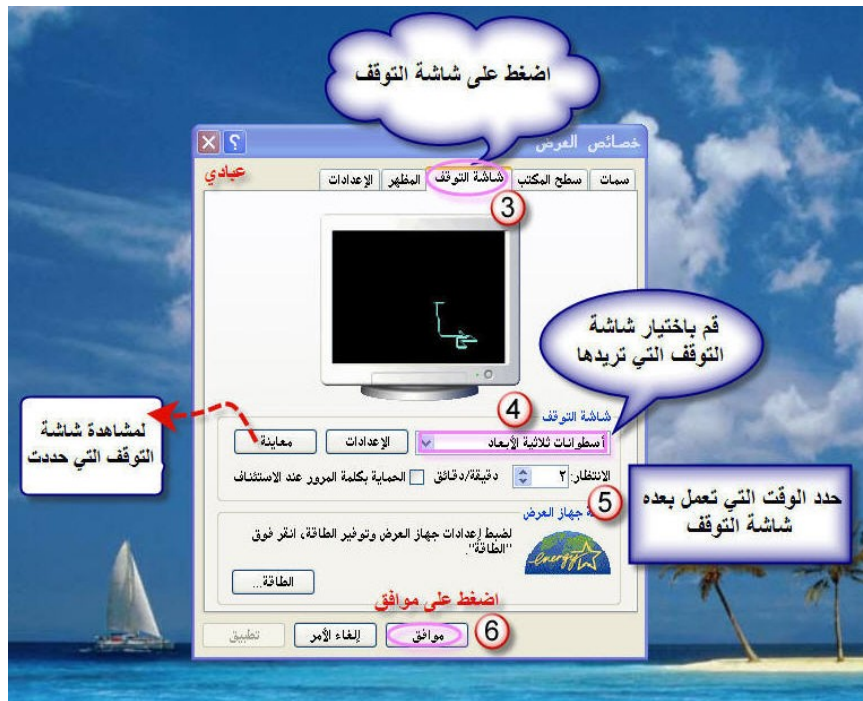 اضغط على شاشة التوقف
خصائص العرض
عبادي
سمات
سطح المكتب
شاشة التوقف
المظهر
الإعدادات
3
قم باختيار شاشة
التوقف التي تريدها
4
شاشة التوقف
أسطوانات ثلاثية الأبعاد
الإعدادات
معاينة
لمشاهدة شاشة
التوقف التي حددت
الانتظار: ٢ دقيقة/دقائق الحماية بكلمة المرور عند الاستئناف
5
حدد الوقت التي تعمل بعده
شاشة التوقف
جهاز العرض
لضبط إعدادات جهاز العرض وتوفير الطاقة، انقر فوق
"الطاقة".
energy
الطاقة...
اضغط على موافق
6
موافق
إلغاء الأمر
تطبيق